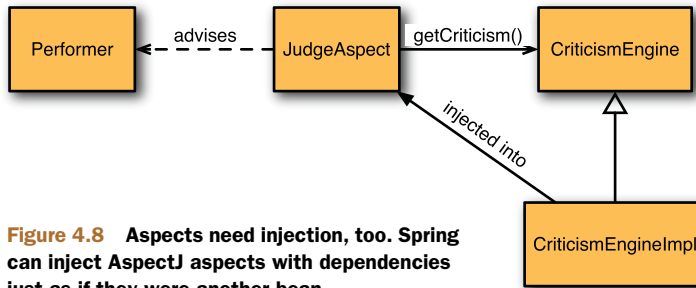 advises
getCriticism()
Performer
JudgeAspect
CriticismEngine
injected into
CriticismEngineImpl
Figure 4.8 Aspects need injection, too. Spring
can inject AspectJ aspects with dependencies
just as if they were another bean